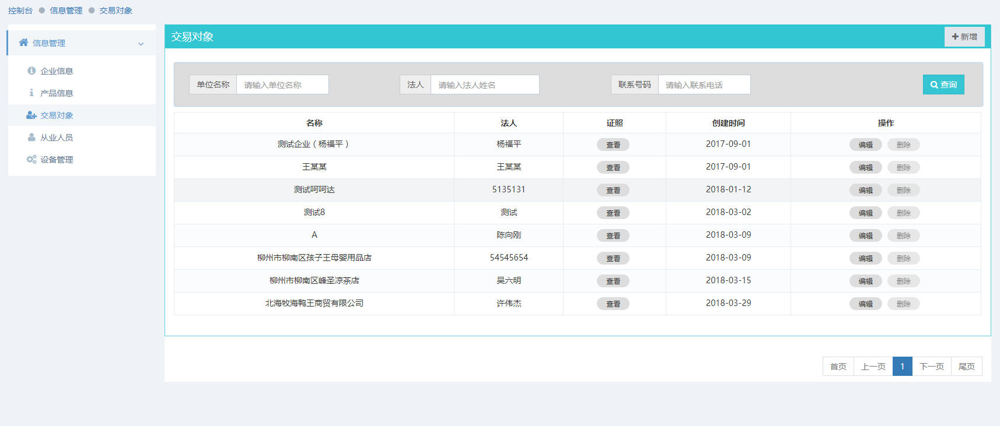 控制台 信息管理 交易对象
信息管理
企业信息
产品信息
交易对象
从业人员
设备管理
交易对象
新增
单位名称 请输入单位名称 法人 请输入法人姓名 联系号码 请输入联系电话 查询
名称 法人 证照 创建时间 操作
测试企业（杨福平） 杨福平 查看 2017-09-01 编辑 删除
王某某 王某某 查看 2017-09-01 编辑 删除
测试呵呵达 5135131 查看 2018-01-12 编辑 删除
测试8 测试 查看 2018-03-02 编辑 删除
A 陈向刚 查看 2018-03-09 编辑 删除
柳州市柳南区孩子王母婴用品店 54545654 查看 2018-03-09 编辑 删除
柳州市柳南区峰圣凉茶店 吴六明 查看 2018-03-15 编辑 删除
北海牧海鸭王商贸有限公司 许伟杰 查看 2018-03-29 编辑 删除
首页 上一页 1 下一页 尾页